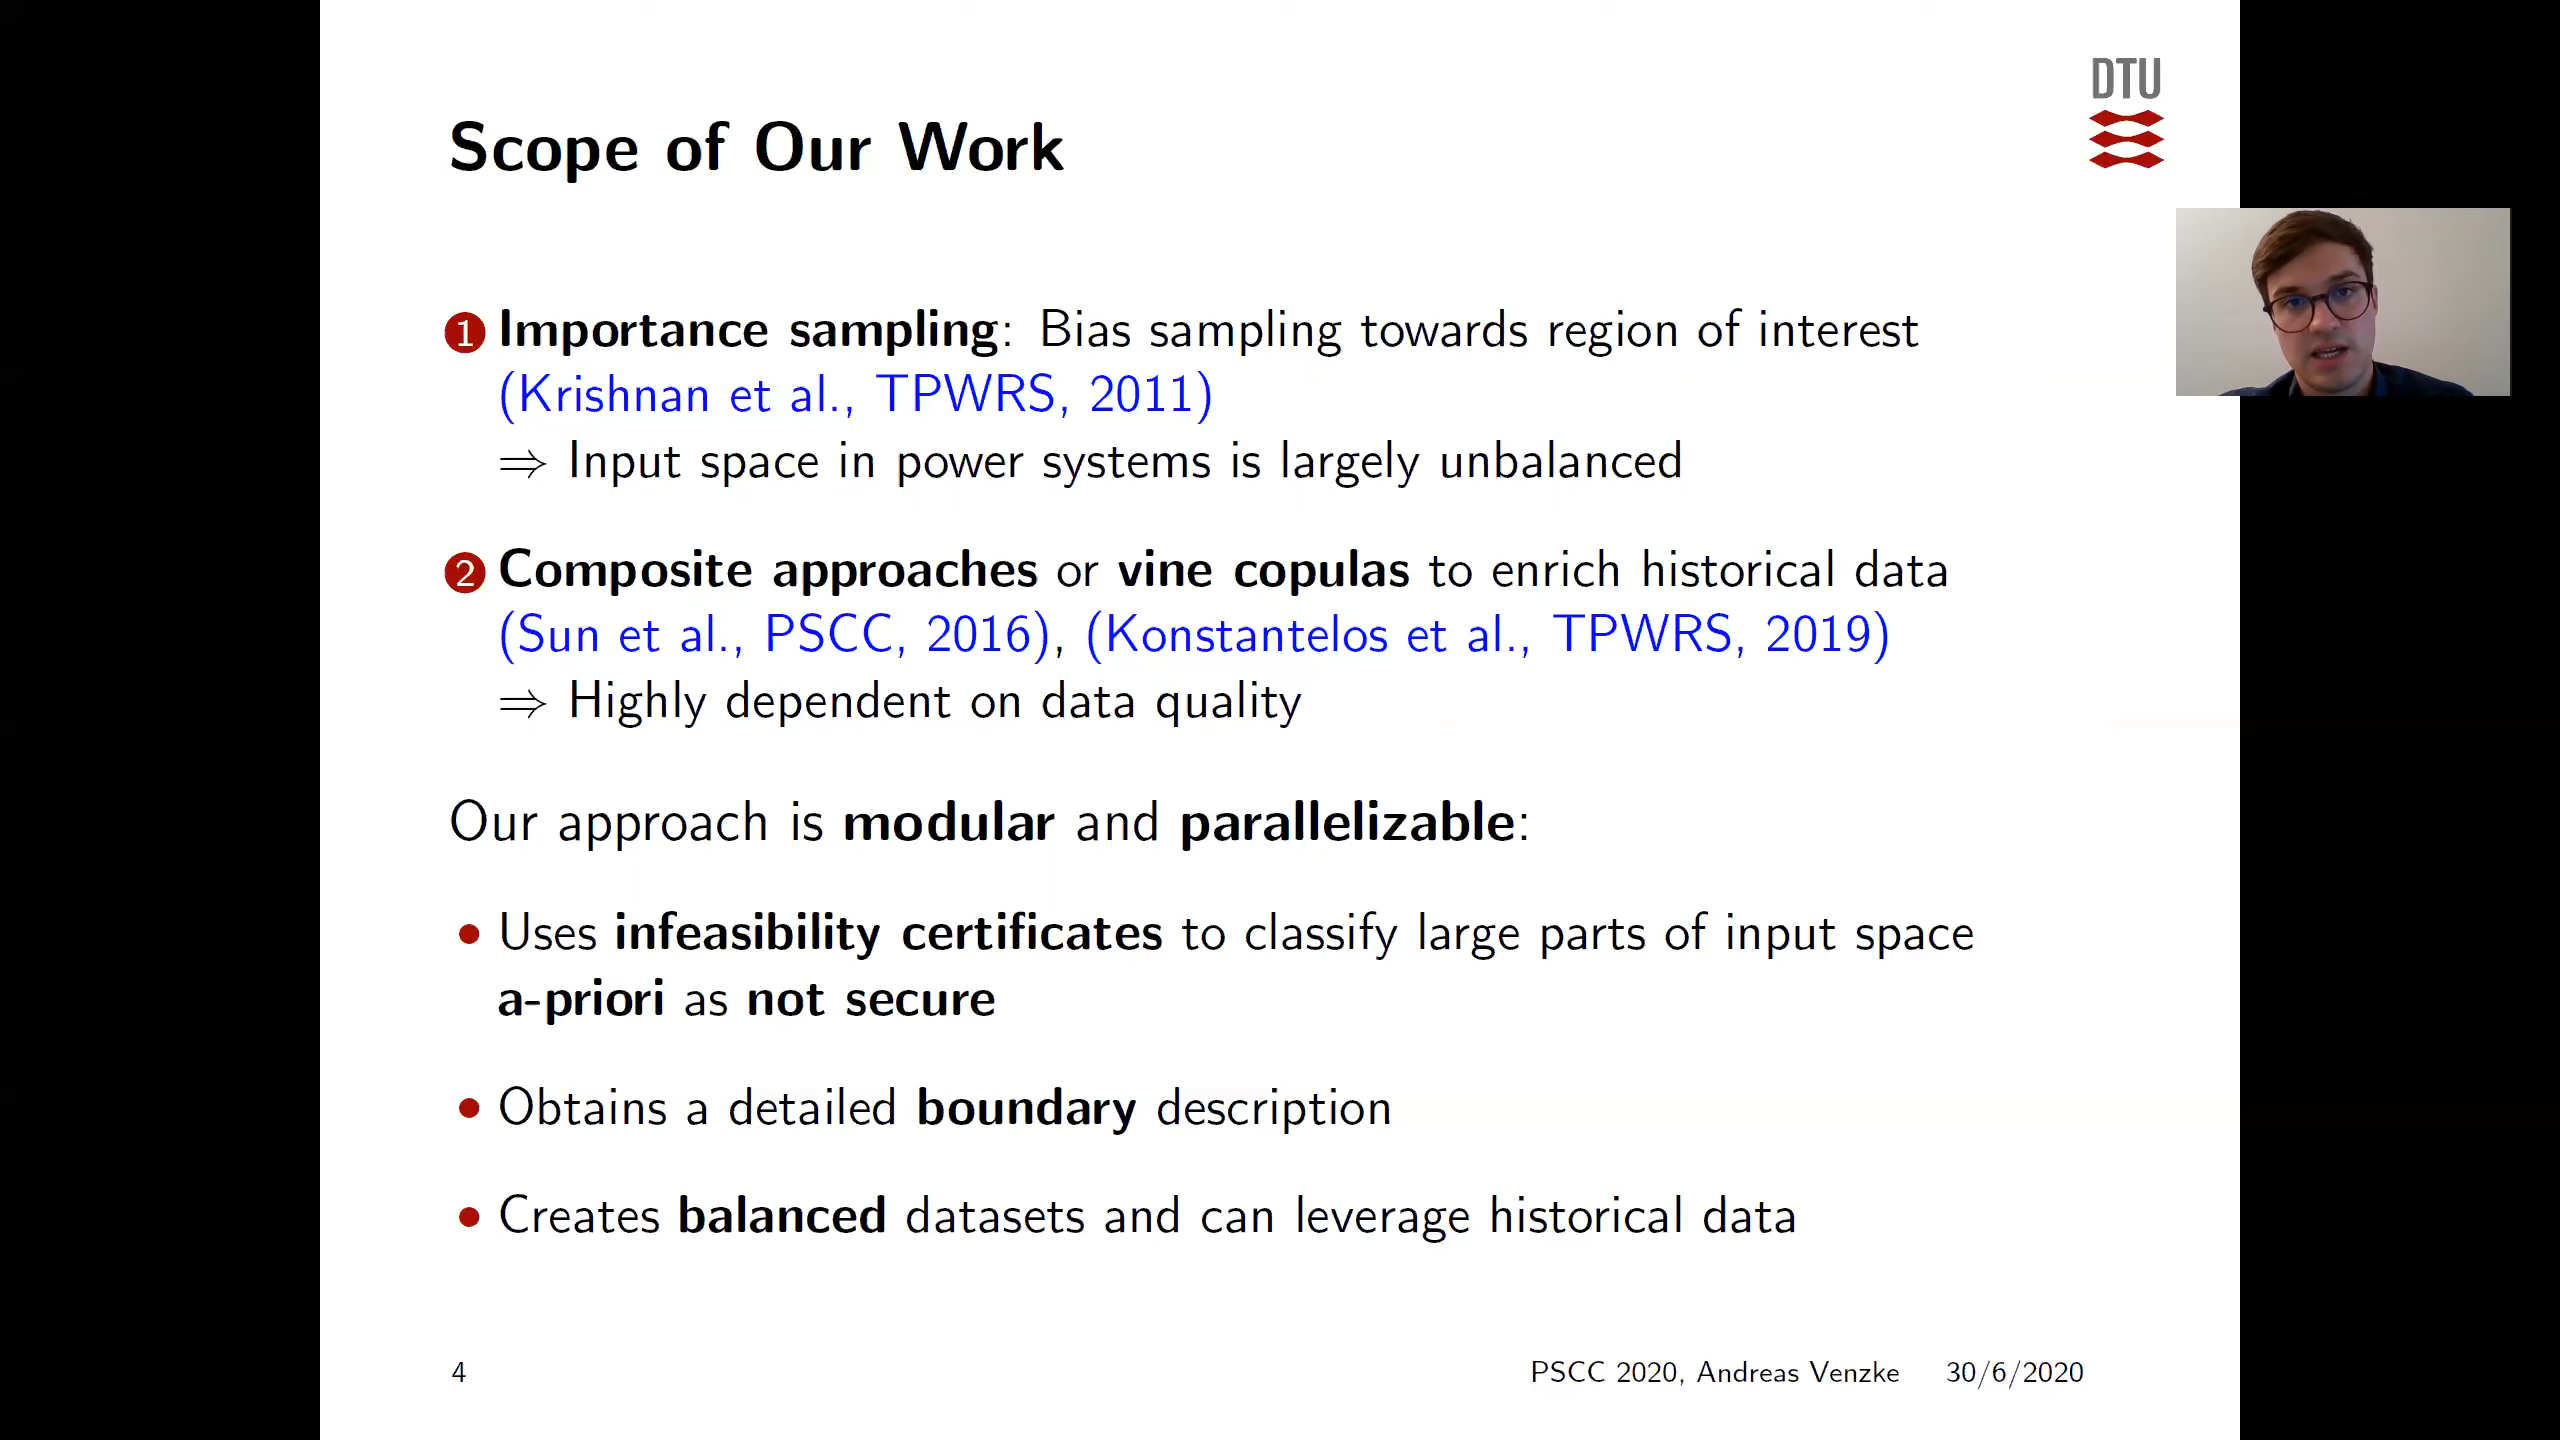 DTU
Scope of Our Work
1 Importance sampling: Bias sampling towards region of interest
(Krishnan et al., TPWRS, 2011)
⇒ Input space in power systems is largely unbalanced
2 Composite approaches or vine copulas to enrich historical data
(Sun et al., PSCC, 2016), (Konstantelos et al., TPWRS, 2019)
⇒ Highly dependent on data quality
Our approach is modular and parallelizable:
• Uses infeasibility certificates to classify large parts of input space
a-priori as not secure
• Obtains a detailed boundary description
• Creates balanced datasets and can leverage historical data
4 PSCC 2020, Andreas Venzke 30/6/2020